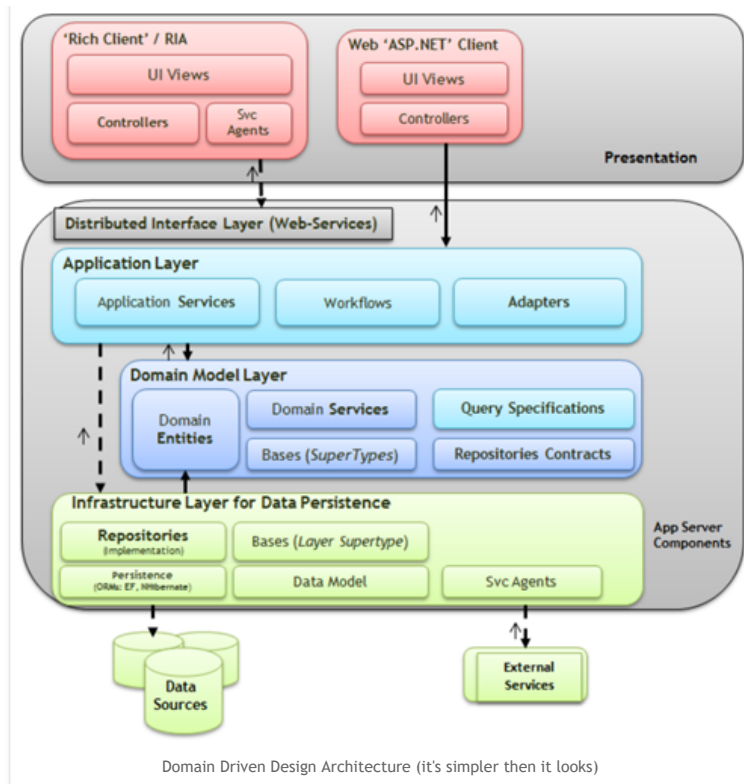 'Rich Client' / RIA
UI Views
Controllers
Svc
Agents
Web 'ASP.NET' Client
UI Views
Controllers
Presentation
Distributed Interface Layer (Web-Services)
Application Layer
Application Services
Workflows
Adapters
Domain Model Layer
Domain
Entities
Domain Services
Query Specifications
Bases (SuperTypes)
Repositories Contracts
Infrastructure Layer for Data Persistence
Repositories
(Implementation)
Bases (Layer Supertype)
Persistence
(ORMs: EF, NHibernate)
Data Model
Svc Agents
App Server
Components
Data
Sources
External
Services
Domain Driven Design Architecture (it's simpler then it looks)